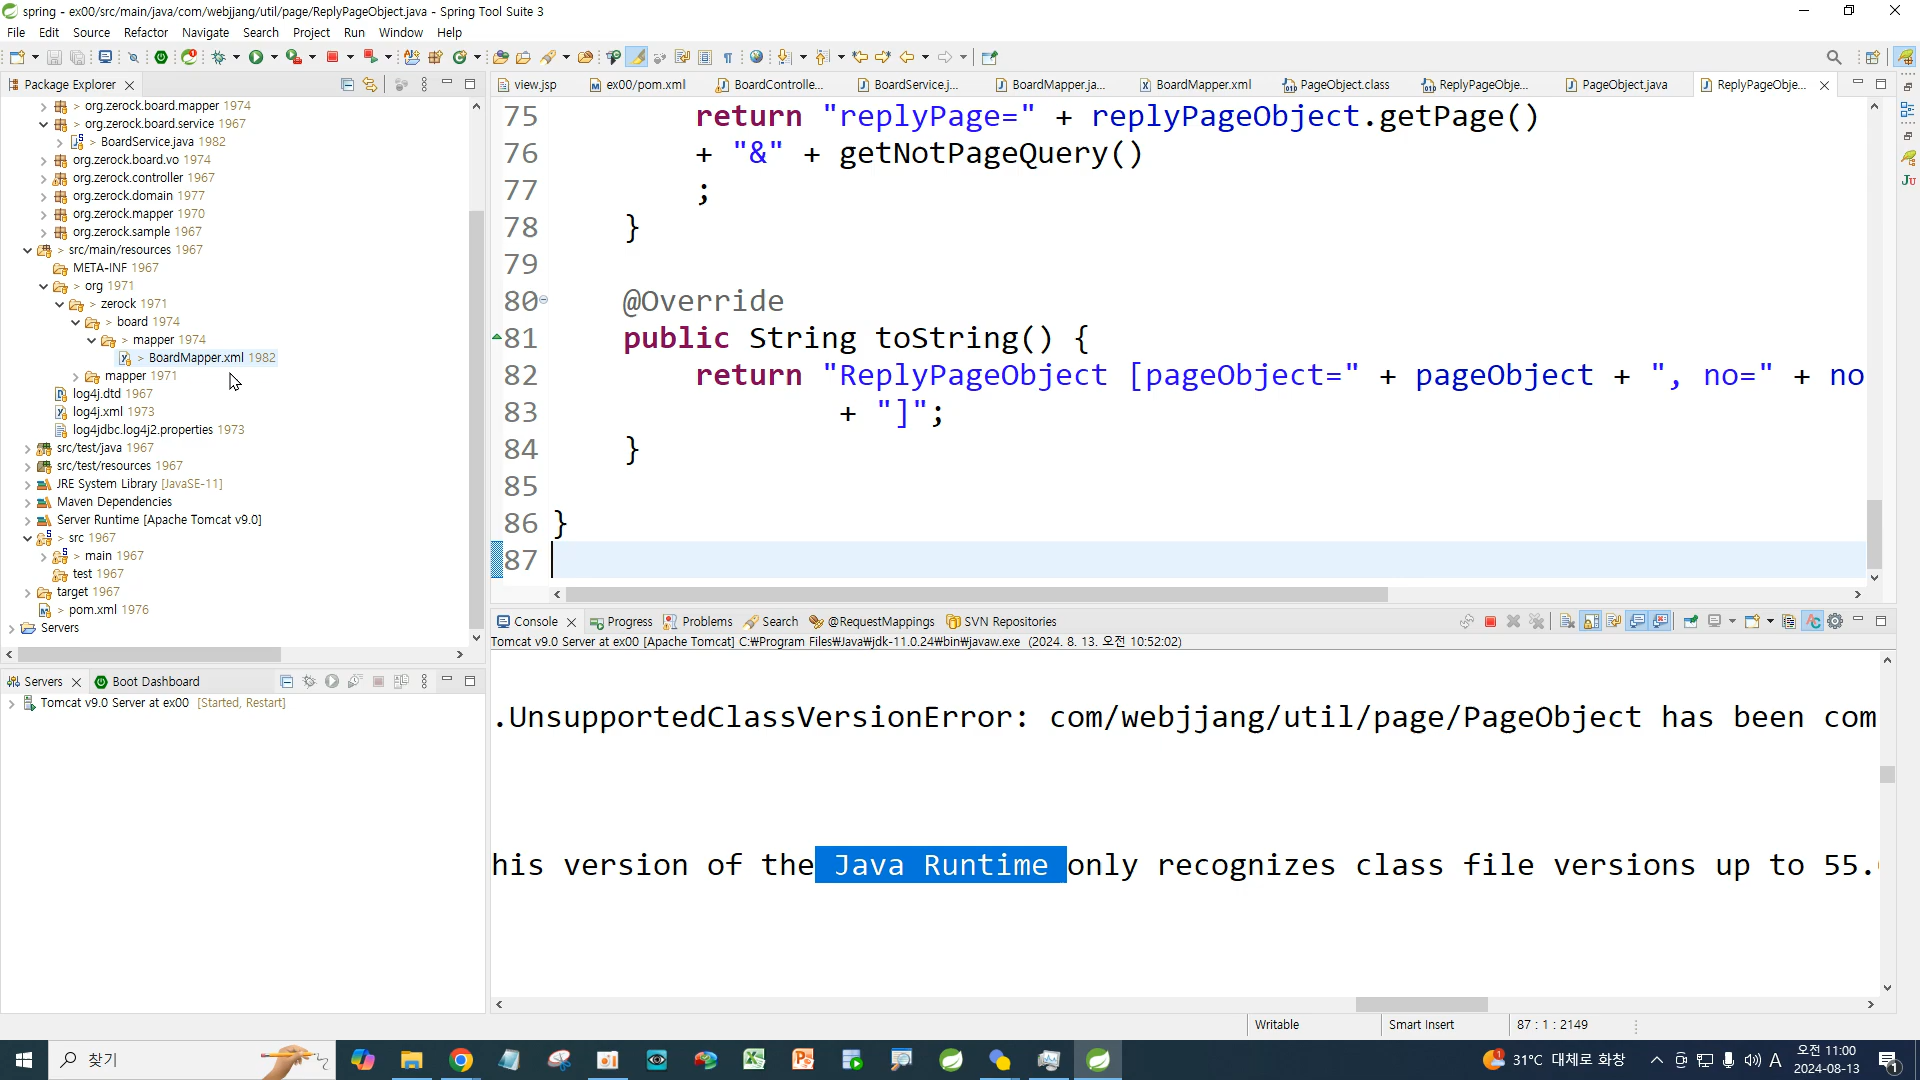 spring - ex00/src/main/java/com/webjjang/util/page/ReplyPageObject.java - Spring Tool Suite 3
File Edit Source Refactor Navigate Search Project Run Window Help
Package Explorer
view.jsp
ex00/pom.xml
BoardControlle...
BoardService.j...
BoardMapper.ja...
BoardMapper.xml
PageObject.class
ReplyPageObje...
PageObject.java
ReplyPageObje...
> org.zerock.board.mapper 1974
> org.zerock.board.service 1967
> BoardService.java 1982
org.zerock.board.vo 1974
org.zerock.controller 1967
org.zerock.domain 1977
org.zerock.mapper 1970
org.zerock.sample 1967
> src/main/resources 1967
META-INF 1967
> org 1971
> zerock 1971
> board 1974
> mapper 1974
> BoardMapper.xml 1982
mapper 1971
log4j.dtd 1967
log4j.xml 1973
log4jdbc.log4j2.properties 1973
src/test/java 1967
src/test/resources 1967
JRE System Library [JavaSE-11]
Maven Dependencies
Server Runtime [Apache Tomcat v9.0]
> src 1967
> main 1967
test 1967
target 1967
> pom.xml 1976
Servers
75 return "replyPage=" + replyPageObject.getPage()
76 + "&" + getNotPageQuery()
77 ;
78 }
79
80 @Override
81 public String toString() {
82 return "ReplyPageObject [pageObject=" + pageObject + ", no=" + no
83 + "]";
84 }
85
86 }
87
Servers
Boot Dashboard
Tomcat v9.0 Server at ex00 [Started, Restart]
Console
Progress
Problems
Search
@RequestMappings
SVN Repositories
Tomcat v9.0 Server at ex00 [Apache Tomcat] C:₩Program Files₩Java₩jdk-11.0.24₩bin₩javaw.exe (2024. 8. 13. 오전 10:52:02)
.UnsupportedClassVersionError: com/webjjang/util/page/PageObject has been com
his version of the Java Runtime only recognizes class file versions up to 55.
Writable
Smart Insert
87 : 1 : 2149
찾기
31°C 대체로 화창
A
오전 11:00
2024-08-13
1